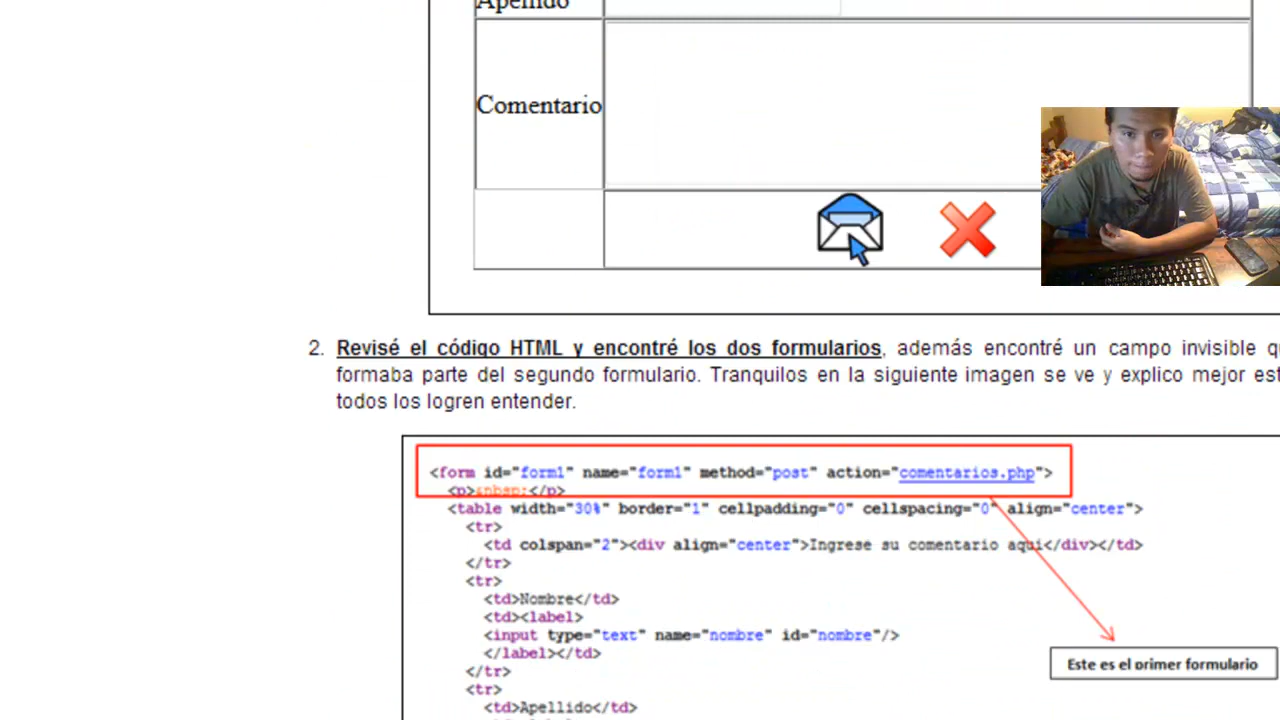 Apellido
Comentario
2. Revisé el código HTML y encontré los dos formularios, además encontré un campo invisible
formaba parte del segundo formulario. Tranquilos en la siguiente imagen se ve y explico mejor
todos los logren entender.
<form id="form1" name="form1" method="post" action="comentarios.php">
<p>&nbsp;</p>
<table width="30%" border="1" cellpadding="0" cellspacing="0" align="center">
<tr>
<td colspan="2"><div align="center">Ingrese su comentario aqui</div></td>
</tr>
<tr>
<td>Nombre</td>
<td><label>
<input type="text" name="nombre" id="nombre"/>
</label></td>
Este es el primer formulario
</tr>
<tr>
<td>Apellido</td>